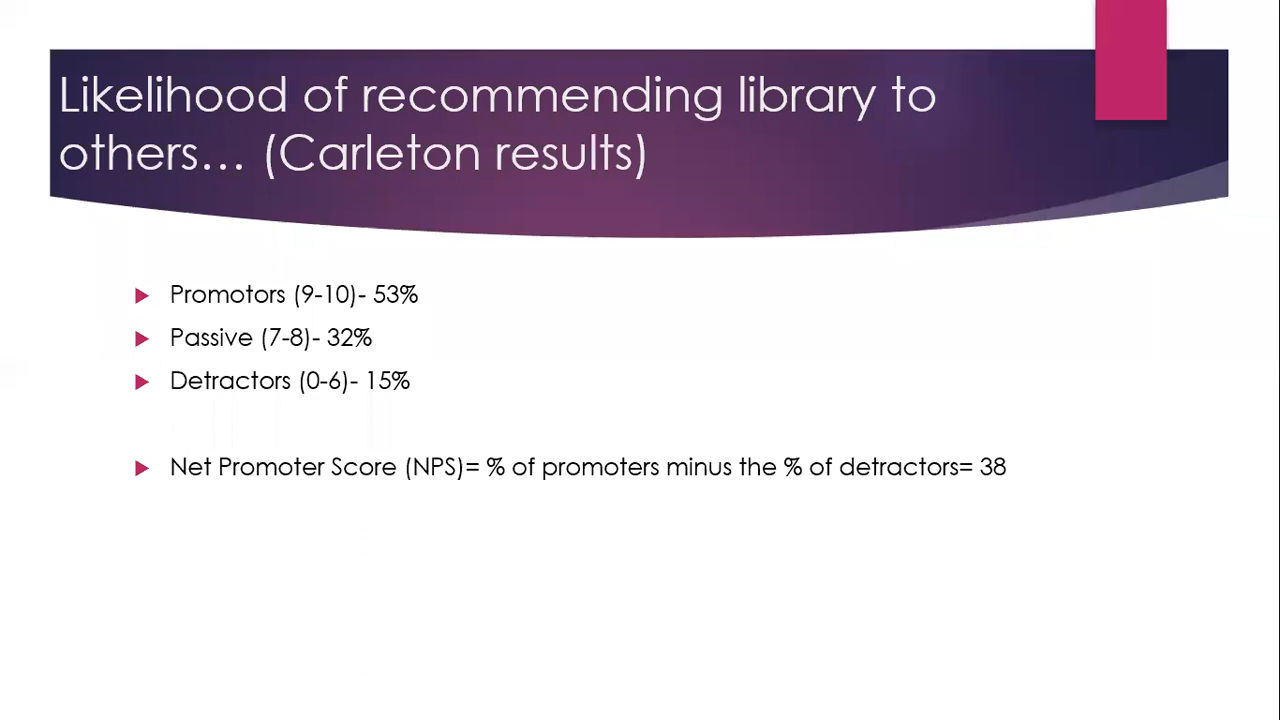 Likelihood of recommending library to
others… (Carleton results)
Promotors (9-10)- 53%
Passive (7-8)- 32%
Detractors (0-6)- 15%
Net Promoter Score (NPS)= % of promoters minus the % of detractors= 38